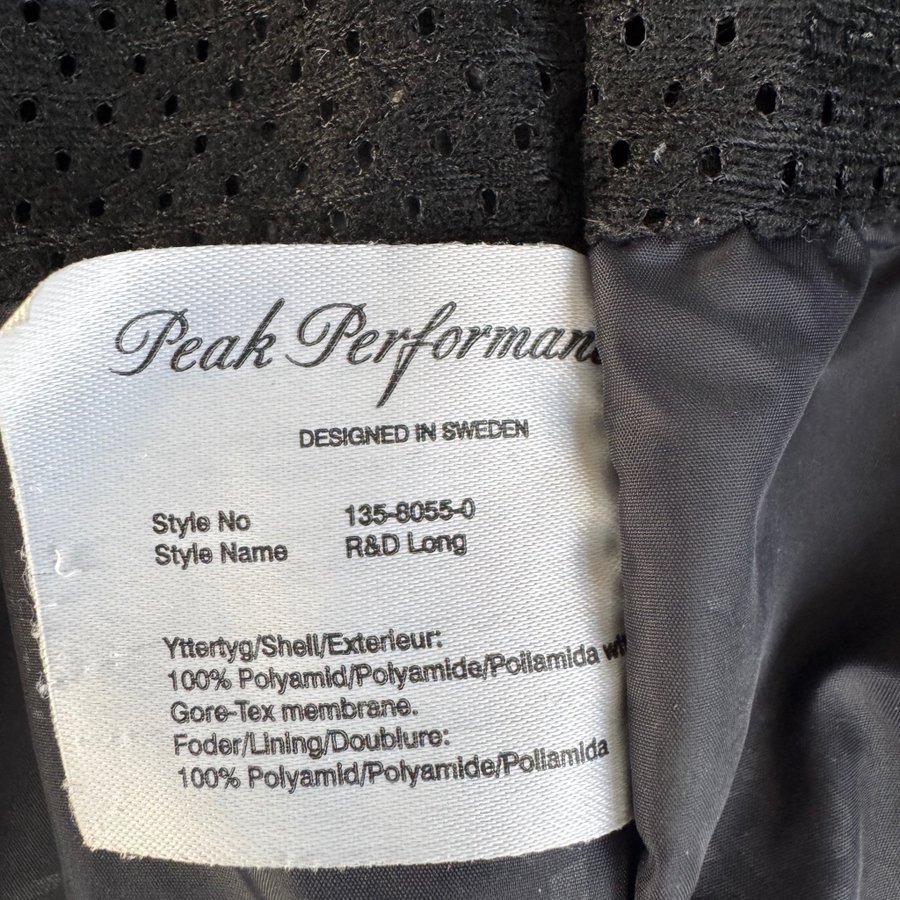 Peak Performan
DESIGNED IN SWEDEN
Style No 135-8055-0
Style Name R&D Long
Yttertyg/Shell/Exterieur:
100% Polyamid/Polyamide/Poliamida
Gore-Tex membrane.
Foder/Lining/Doublure:
100% Polyamid/Polyamide/Poliamida